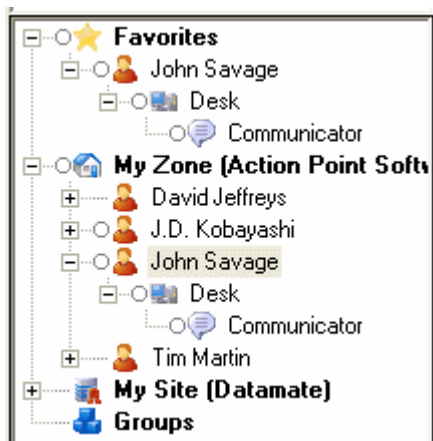 Favorites
John Savage
Desk
Communicator
My Zone (Action Point Softw
David Jeffreys
J.D. Kobayashi
John Savage
Desk
Communicator
Tim Martin
My Site (Datamate)
Groups